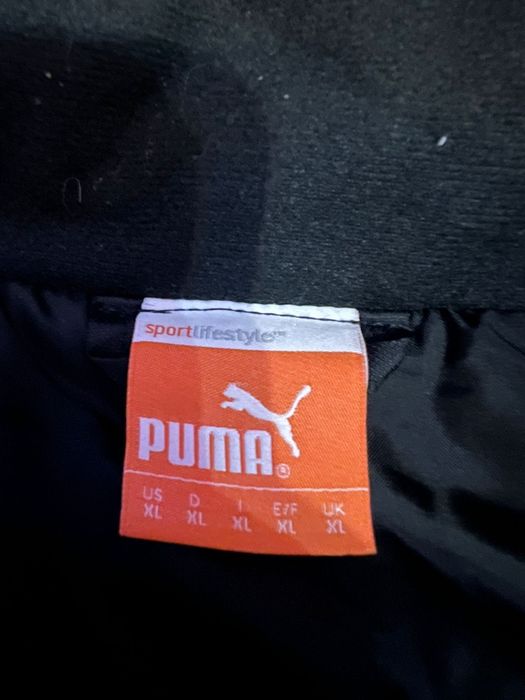 sportlifestyle™
PUMA®
US D I E/F UK
XL XL XL XL XL